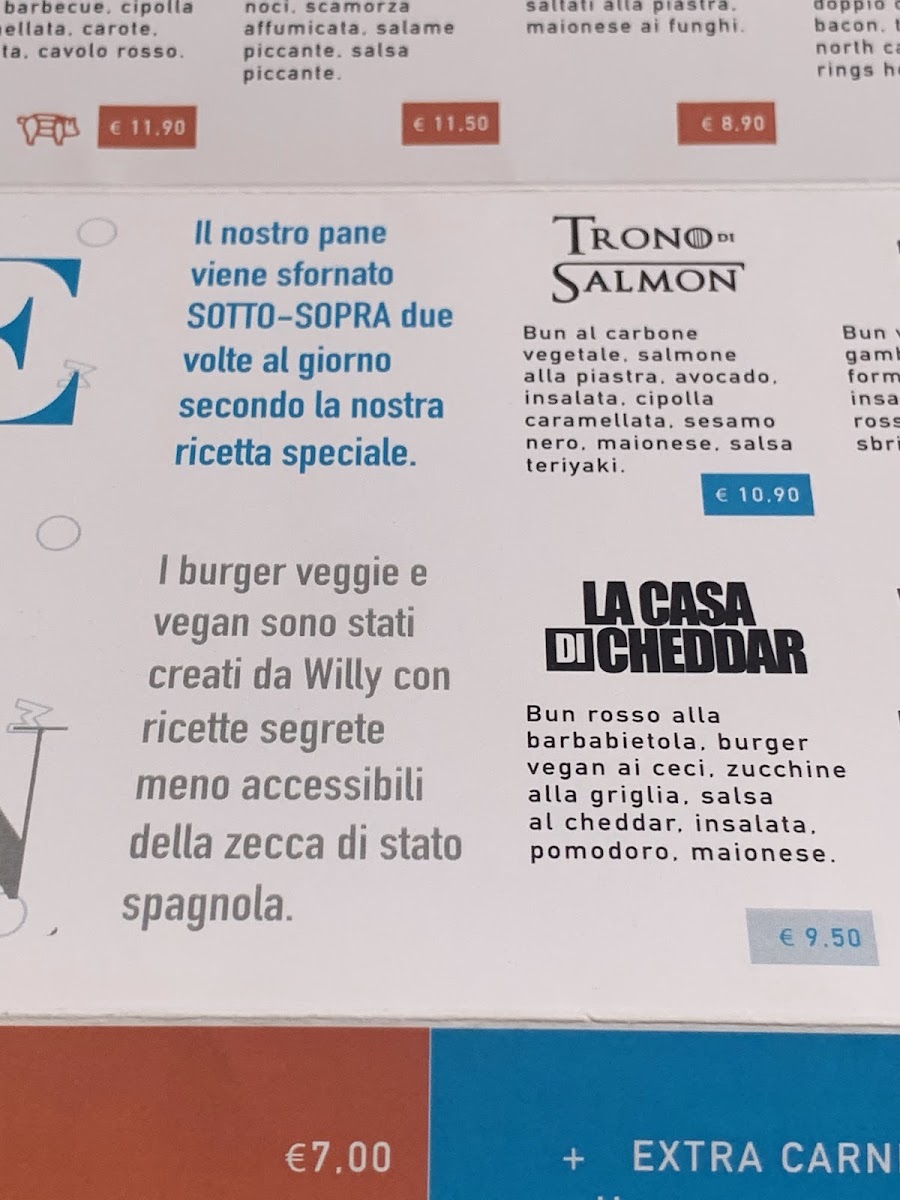 barbecue, cipolla
carote,
cavolo rosso.
€ 11.90
noci, scamorza
affumicata, salame
piccante, salsa
piccante.
€ 11.50
saltati alla piastra,
maionese ai funghi.
€ 8.90
doppio
bacon,
north
rings
E
Il nostro pane
viene sfornato
SOTTO-SOPRA due
volte al giorno
secondo la nostra
ricetta speciale.
TRONO DI
SALMON
Bun al carbone
vegetale, salmone
alla piastra, avocado,
insalata, cipolla
caramellata, sesamo
nero, maionese, salsa
teriyaki.
€ 10,90
Bun
I burger veggie e
vegan sono stati
creati da Willy con
ricette segrete
meno accessibili
della zecca di stato
spagnola.
LA CASA
DI CHEDDAR
Bun rosso alla
barbabietola, burger
vegan ai ceci, zucchine
alla griglia, salsa
al cheddar, insalata,
pomodoro, maionese.
€ 9.50
€7,00
+ EXTRA